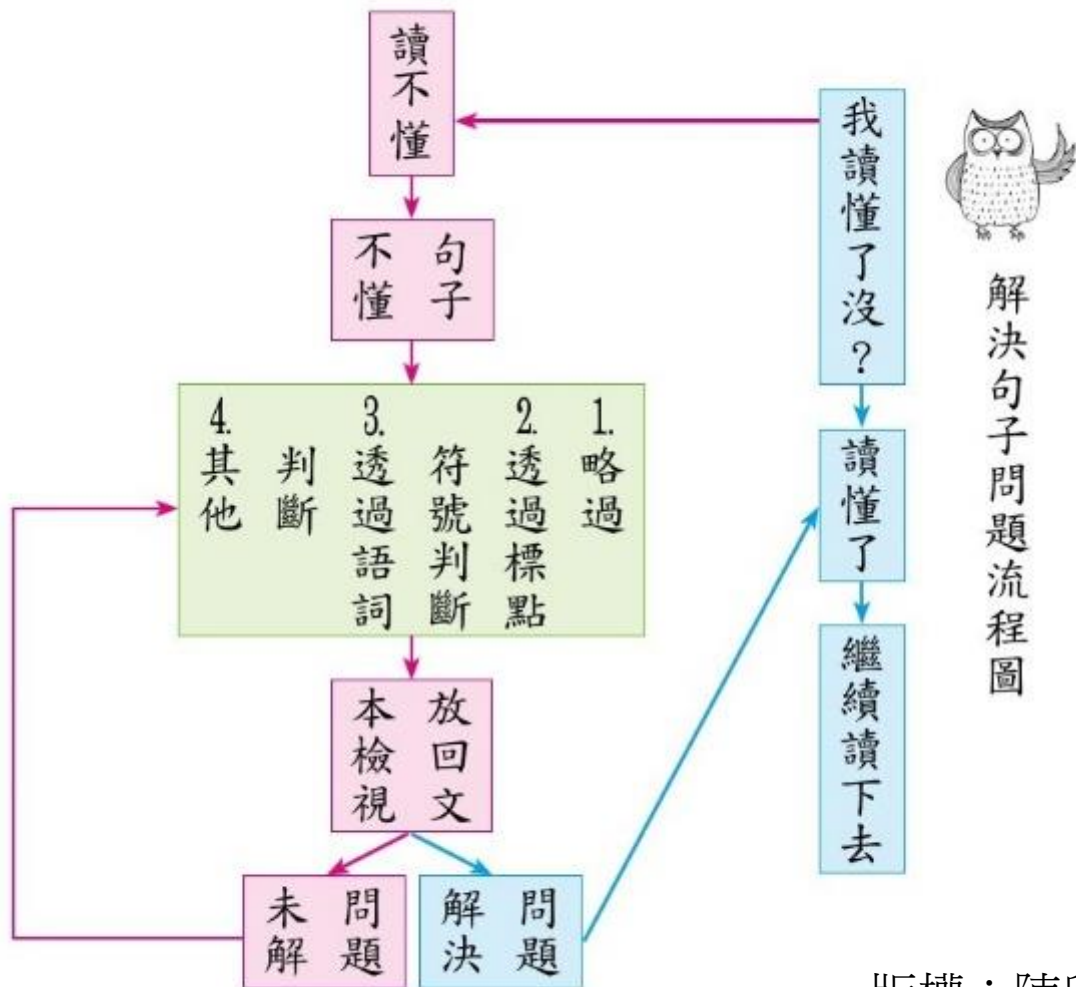 解決句子問題流程圖
我讀懂了沒？
讀懂了
繼續讀下去
讀不懂
句子
不懂
1.略過
2.透過標點
符號判斷
3.透過語詞
判斷
4.其他
放回文
本檢視
問題
解決
問題
未解